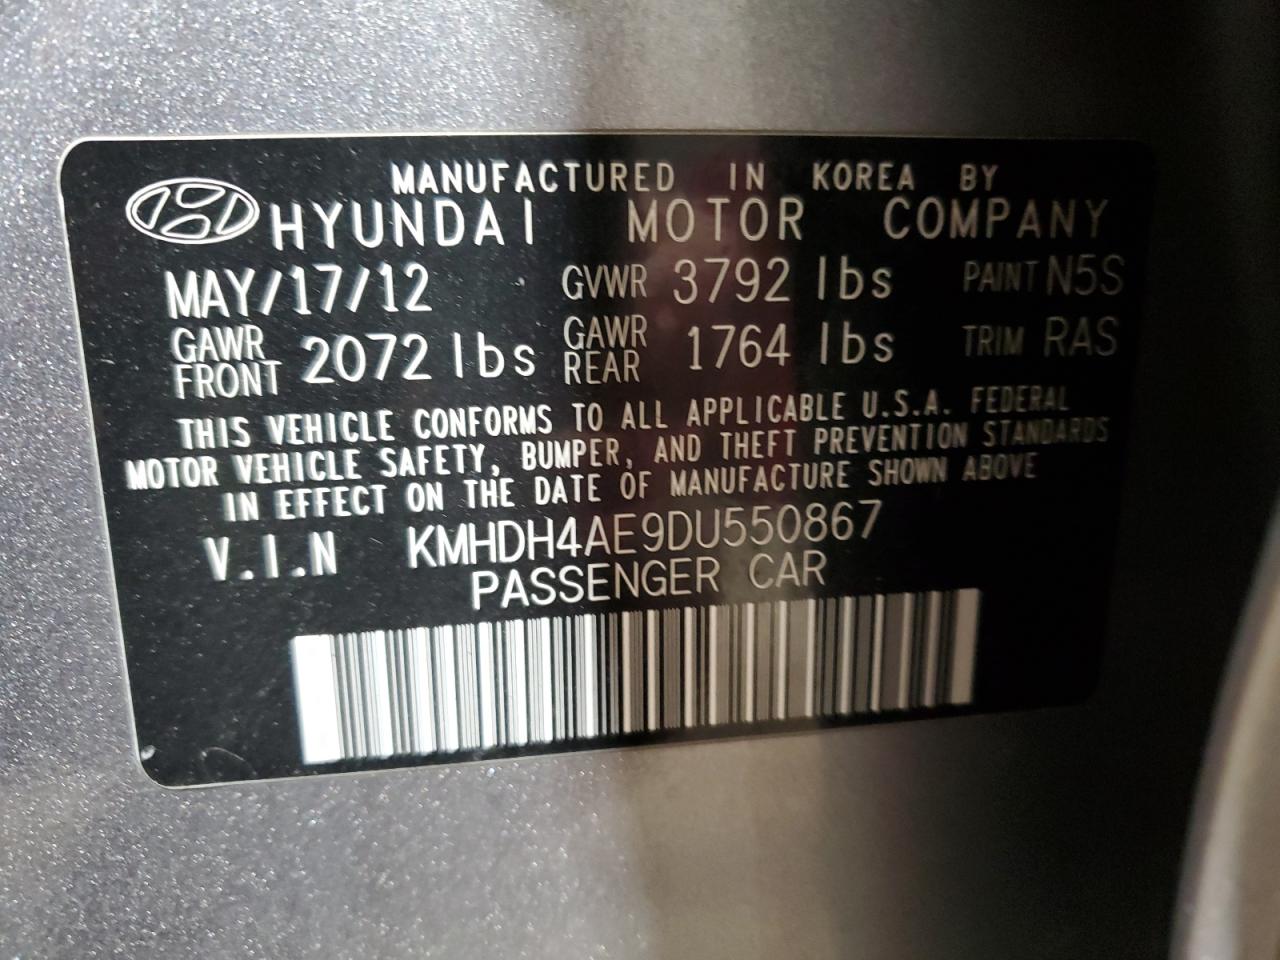 MANUFACTURED IN KOREA BY
HYUNDAI MOTOR COMPANY
MAY/17/12 GVWR 3792 lbs PAINT N5S
GAWR FRONT 2072 lbs GAWR REAR 1764 lbs TRIM RAS
THIS VEHICLE CONFORMS TO ALL APPLICABLE U.S.A. FEDERAL
MOTOR VEHICLE SAFETY, BUMPER, AND THEFT PREVENTION STANDARDS
IN EFFECT ON THE DATE OF MANUFACTURE SHOWN ABOVE
V.I.N KMHDH4AE9DU550867
PASSENGER CAR